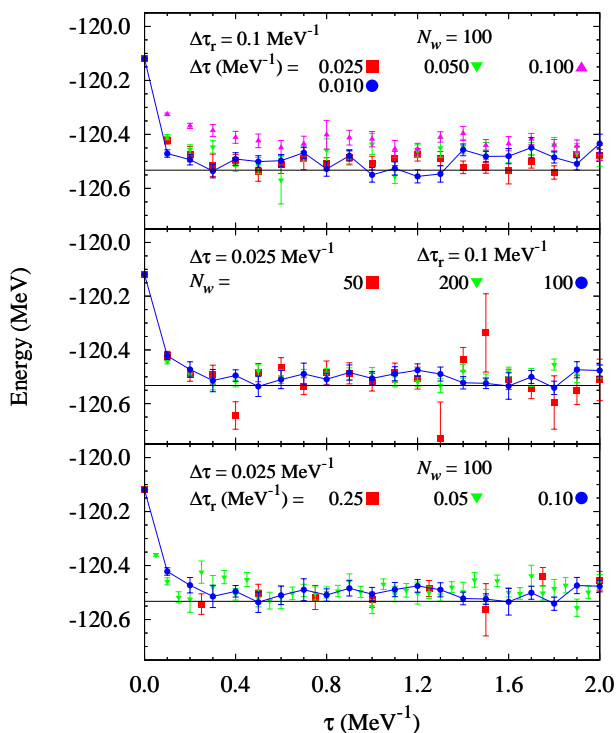 -120.0
Δτr = 0.1 MeV-1 Nw = 100
Δτ (MeV-1) = 0.025 0.050 0.100
0.010
-120.2
-120.4
-120.6
-120.0
Δτ = 0.025 MeV-1 Δτr = 0.1 MeV-1
Nw = 50 200 100
-120.2
-120.4
-120.6
Energy (MeV)
-120.0
Δτ = 0.025 MeV-1 Nw = 100
Δτr (MeV-1) = 0.25 0.05 0.10
-120.2
-120.4
-120.6
0.0 0.4 0.8 1.2 1.6 2.0
τ (MeV-1)